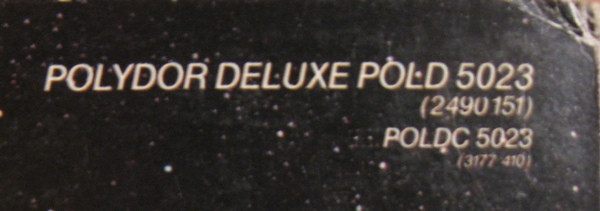 POLYDOR DELUXE POLD 5023
(2490 151)
POLDC 5023
(3177 410)